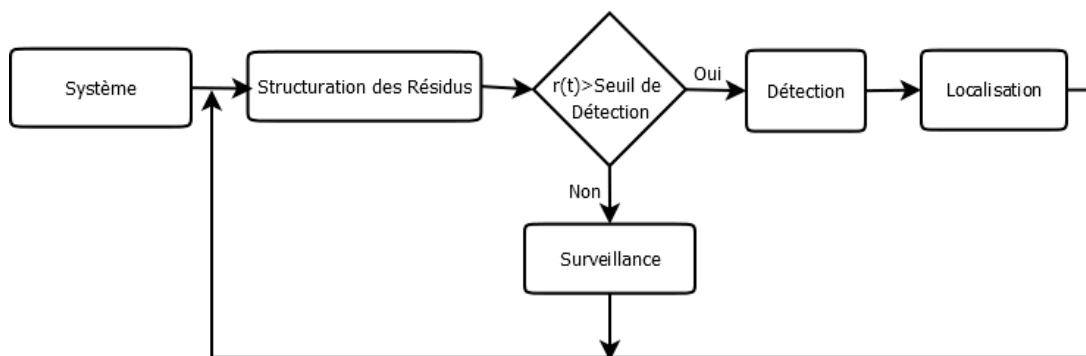 Système
Structuration des Résidus
r(t)>Seuil de
Détection
Oui
Détection
Localisation
Non
Surveillance